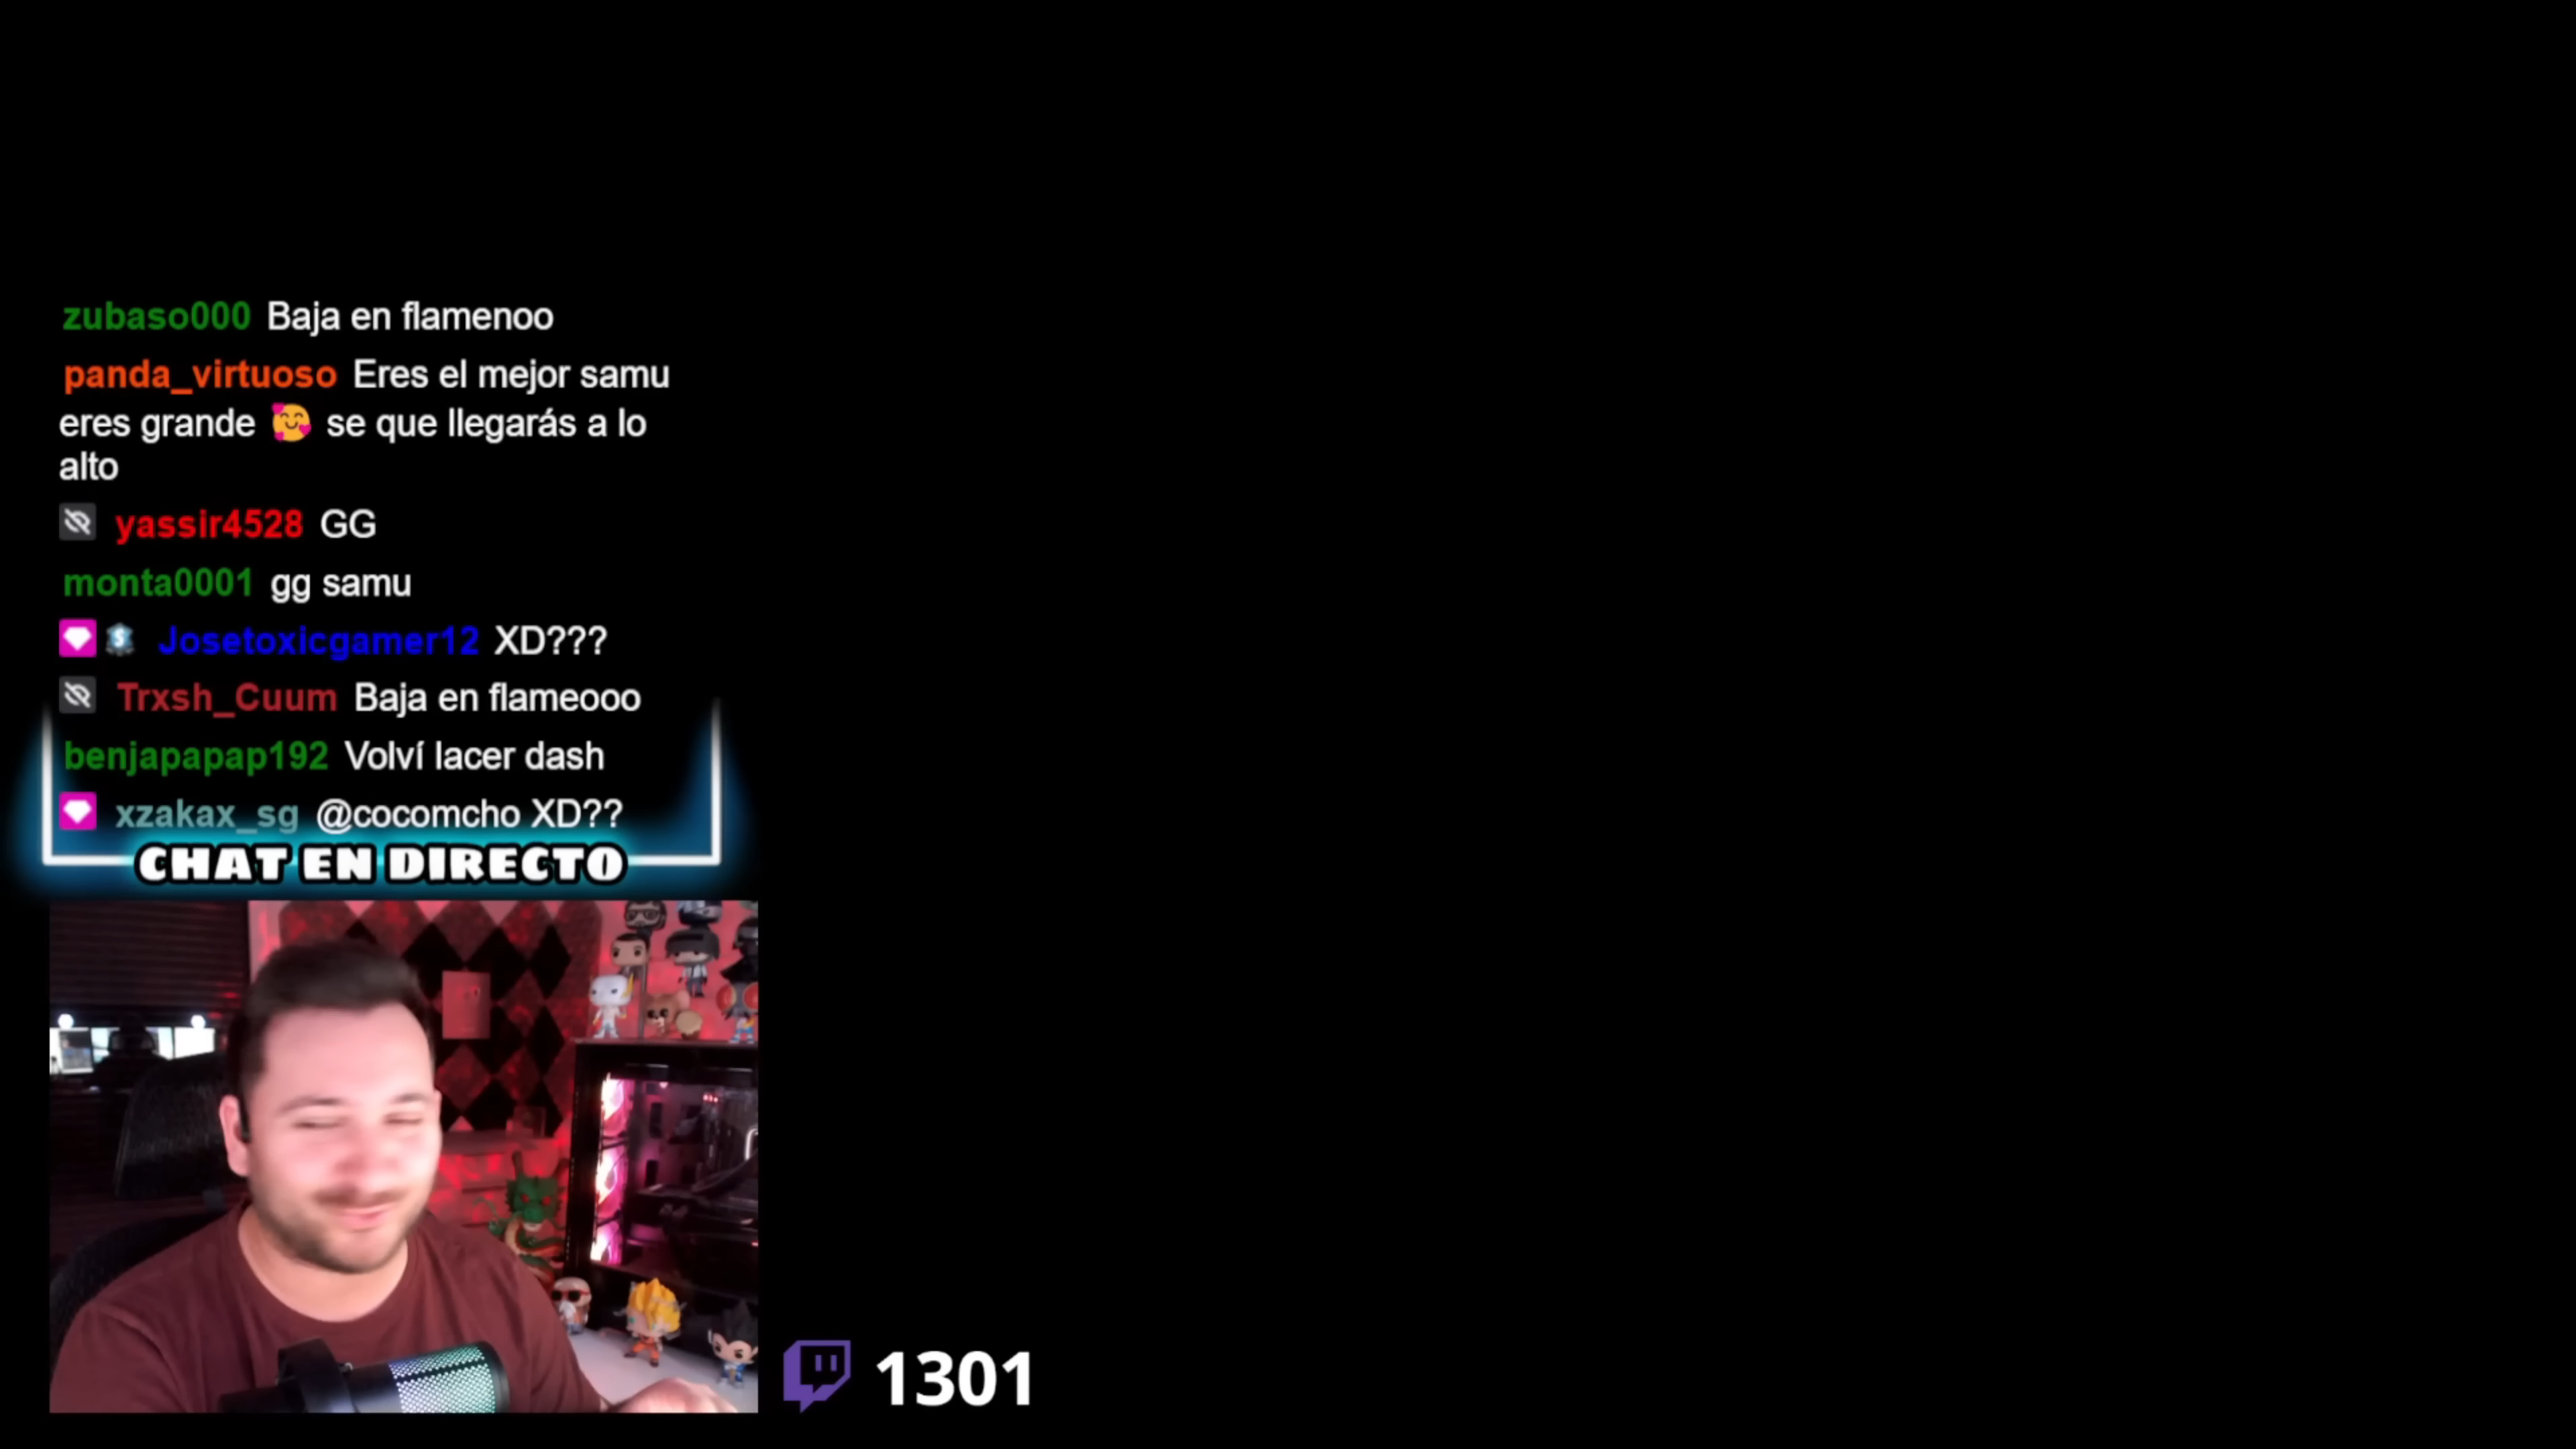 zubaso000 Baja en flamenoo
panda_virtuoso Eres el mejor samu
eres grande 🥰 se que llegarás a lo
alto
yassir4528 GG
monta0001 gg samu
Josetoxicgamer12 XD???
Trxsh_Cuum Baja en flameooo
benjapapap192 Volví lacer dash
xzakax_sg @cocomcho XD??
CHAT EN DIRECTO
1301